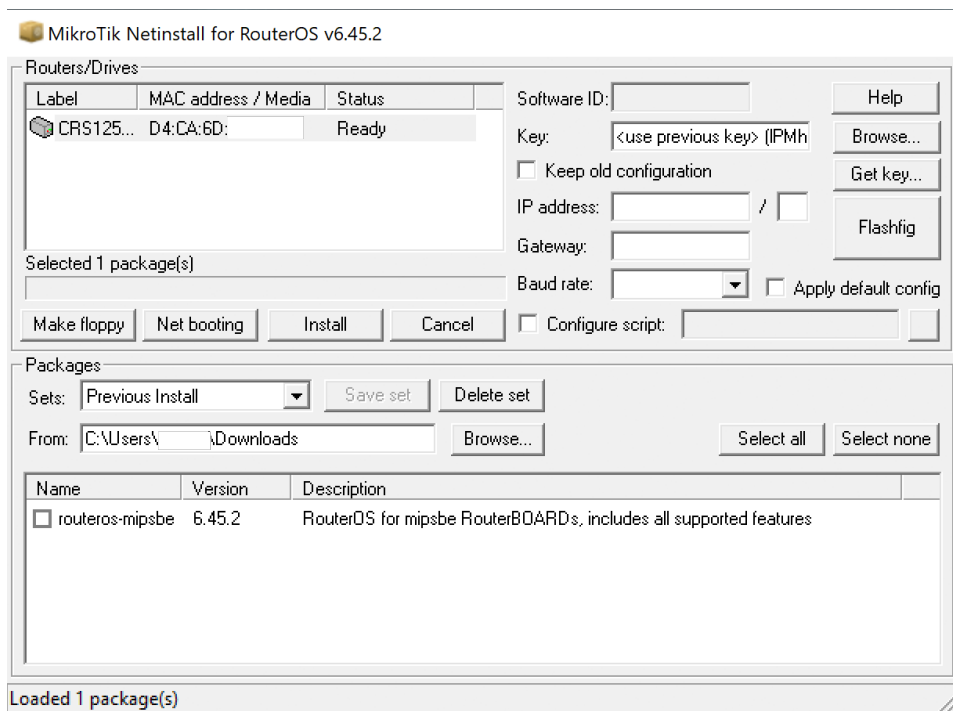 MikroTik Netinstall for RouterOS v6.45.2
Routers/Drives
Label MAC address / Media Status
CRS125... D4:CA:6D: Ready
Software ID: Help
Key: <use previous key> (IPMh Browse...
Keep old configuration Get key...
IP address: /
Flashfig
Gateway:
Selected 1 package(s)
Baud rate: Apply default config
Make floppy Net booting Install Cancel Configure script:
Packages
Sets: Previous Install Save set Delete set
From: C:\Users\ \Downloads Browse... Select all Select none
Name Version Description
routeros-mipsbe 6.45.2 RouterOS for mipsbe RouterBOARDs, includes all supported features
Loaded 1 package(s)